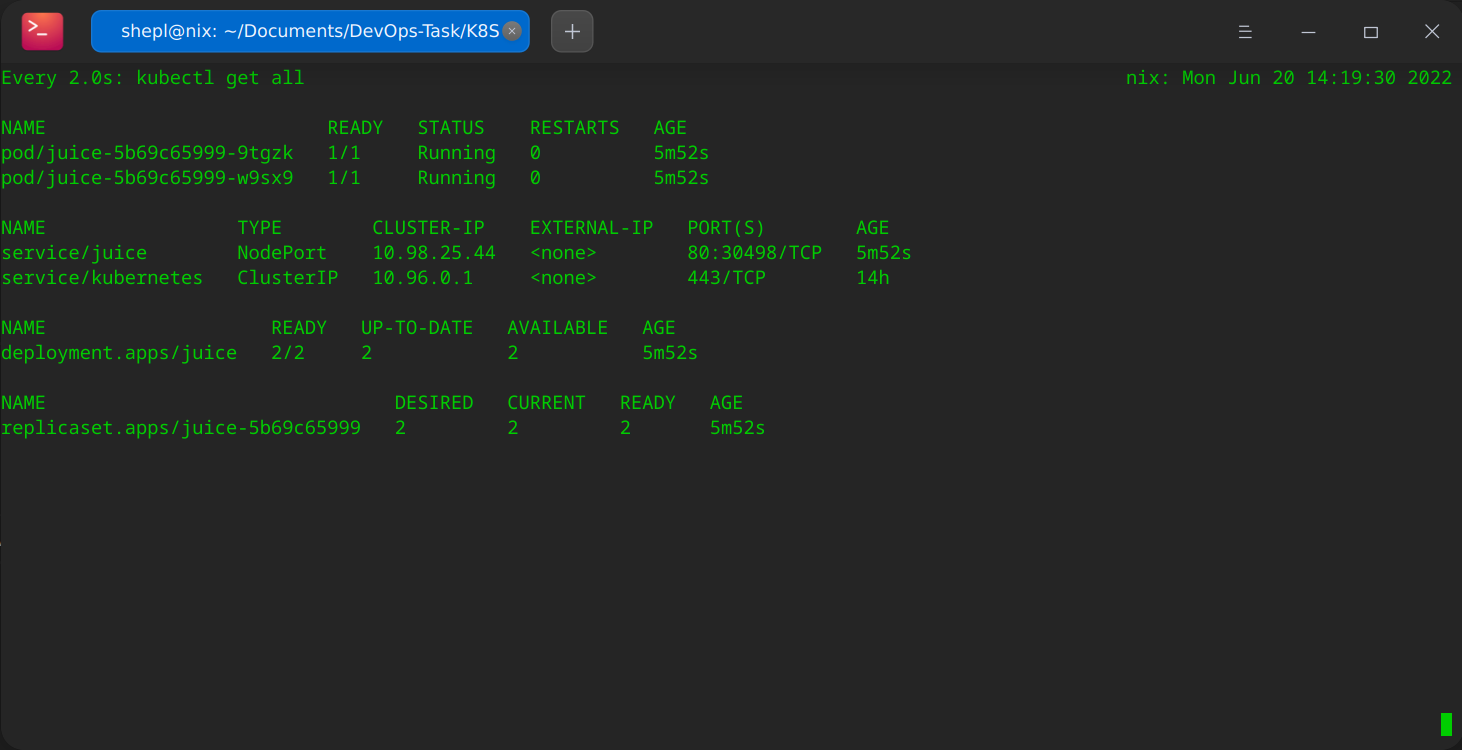 shepl@nix: ~/Documents/DevOps-Task/K8S
Every 2.0s: kubectl get all nix: Mon Jun 20 14:19:30 2022
NAME READY STATUS RESTARTS AGE
pod/juice-5b69c65999-9tgzk 1/1 Running 0 5m52s
pod/juice-5b69c65999-w9sx9 1/1 Running 0 5m52s
NAME TYPE CLUSTER-IP EXTERNAL-IP PORT(S) AGE
service/juice NodePort 10.98.25.44 <none> 80:30498/TCP 5m52s
service/kubernetes ClusterIP 10.96.0.1 <none> 443/TCP 14h
NAME READY UP-TO-DATE AVAILABLE AGE
deployment.apps/juice 2/2 2 2 5m52s
NAME DESIRED CURRENT READY AGE
replicaset.apps/juice-5b69c65999 2 2 2 5m52s